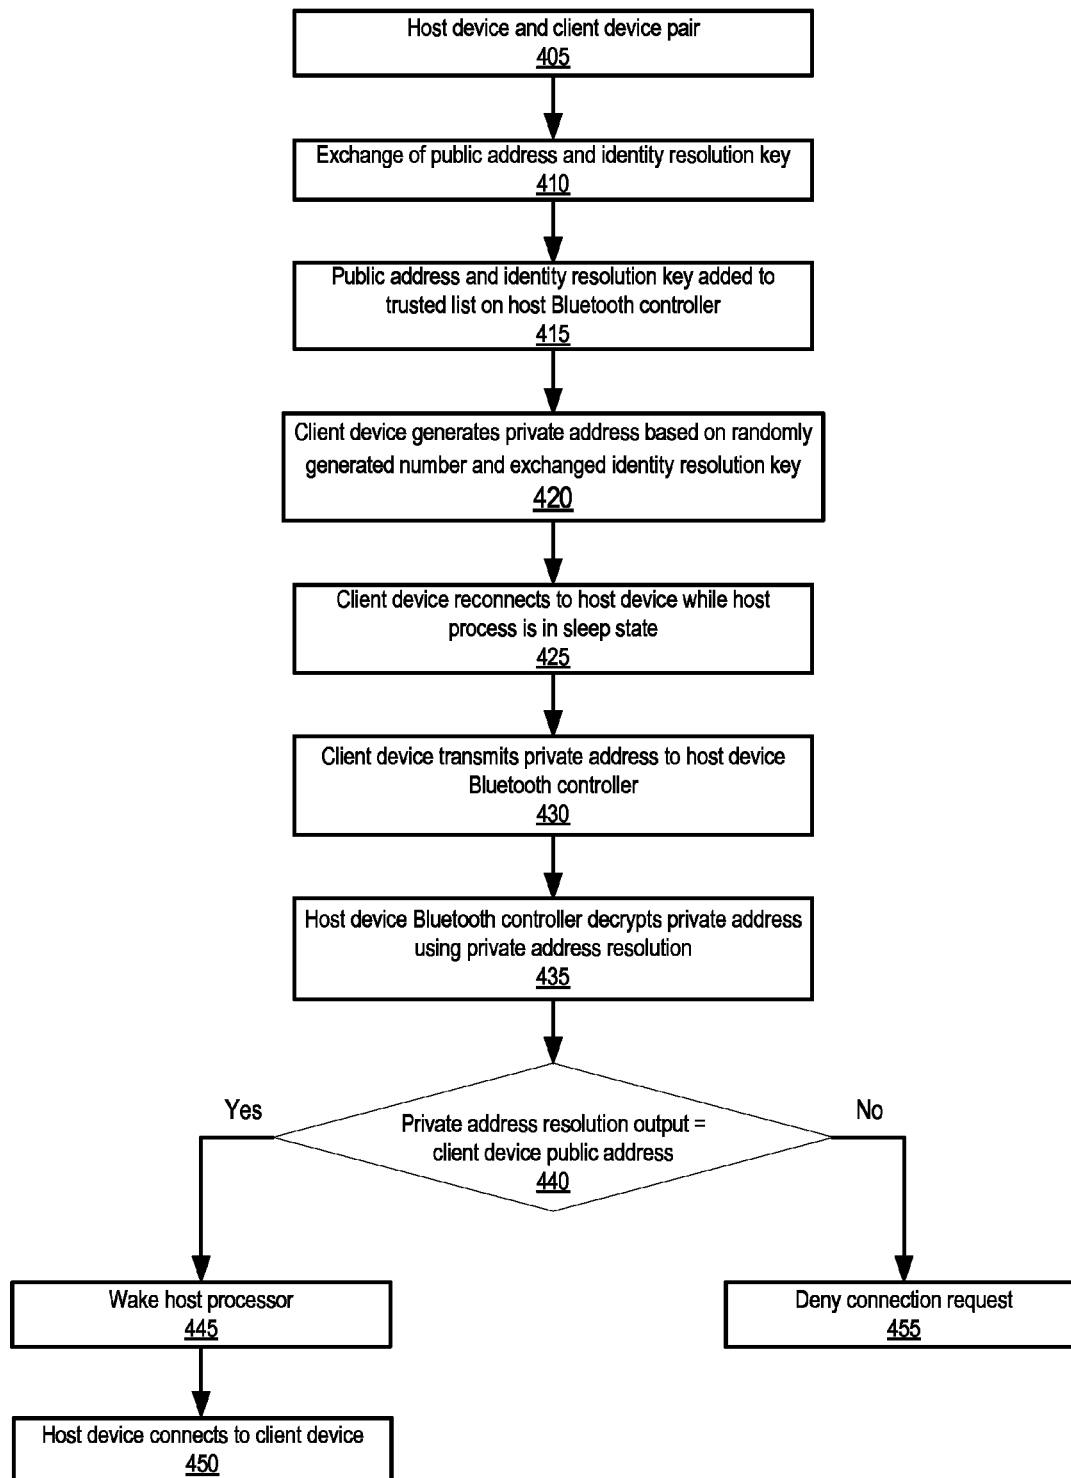 Host device and client device pair
405
Exchange of public address and identity resolution key
410
Public address and identity resolution key added to
trusted list on host Bluetooth controller
415
Client device generates private address based on randomly
generated number and exchanged identity resolution key
420
Client device reconnects to host device while host
process is in sleep state
425
Client device transmits private address to host device
Bluetooth controller
430
Host device Bluetooth controller decrypts private address
using private address resolution
435
Yes
No
Private address resolution output =
client device public address
440
Wake host processor
445
Deny connection request
455
Host device connects to client device
450